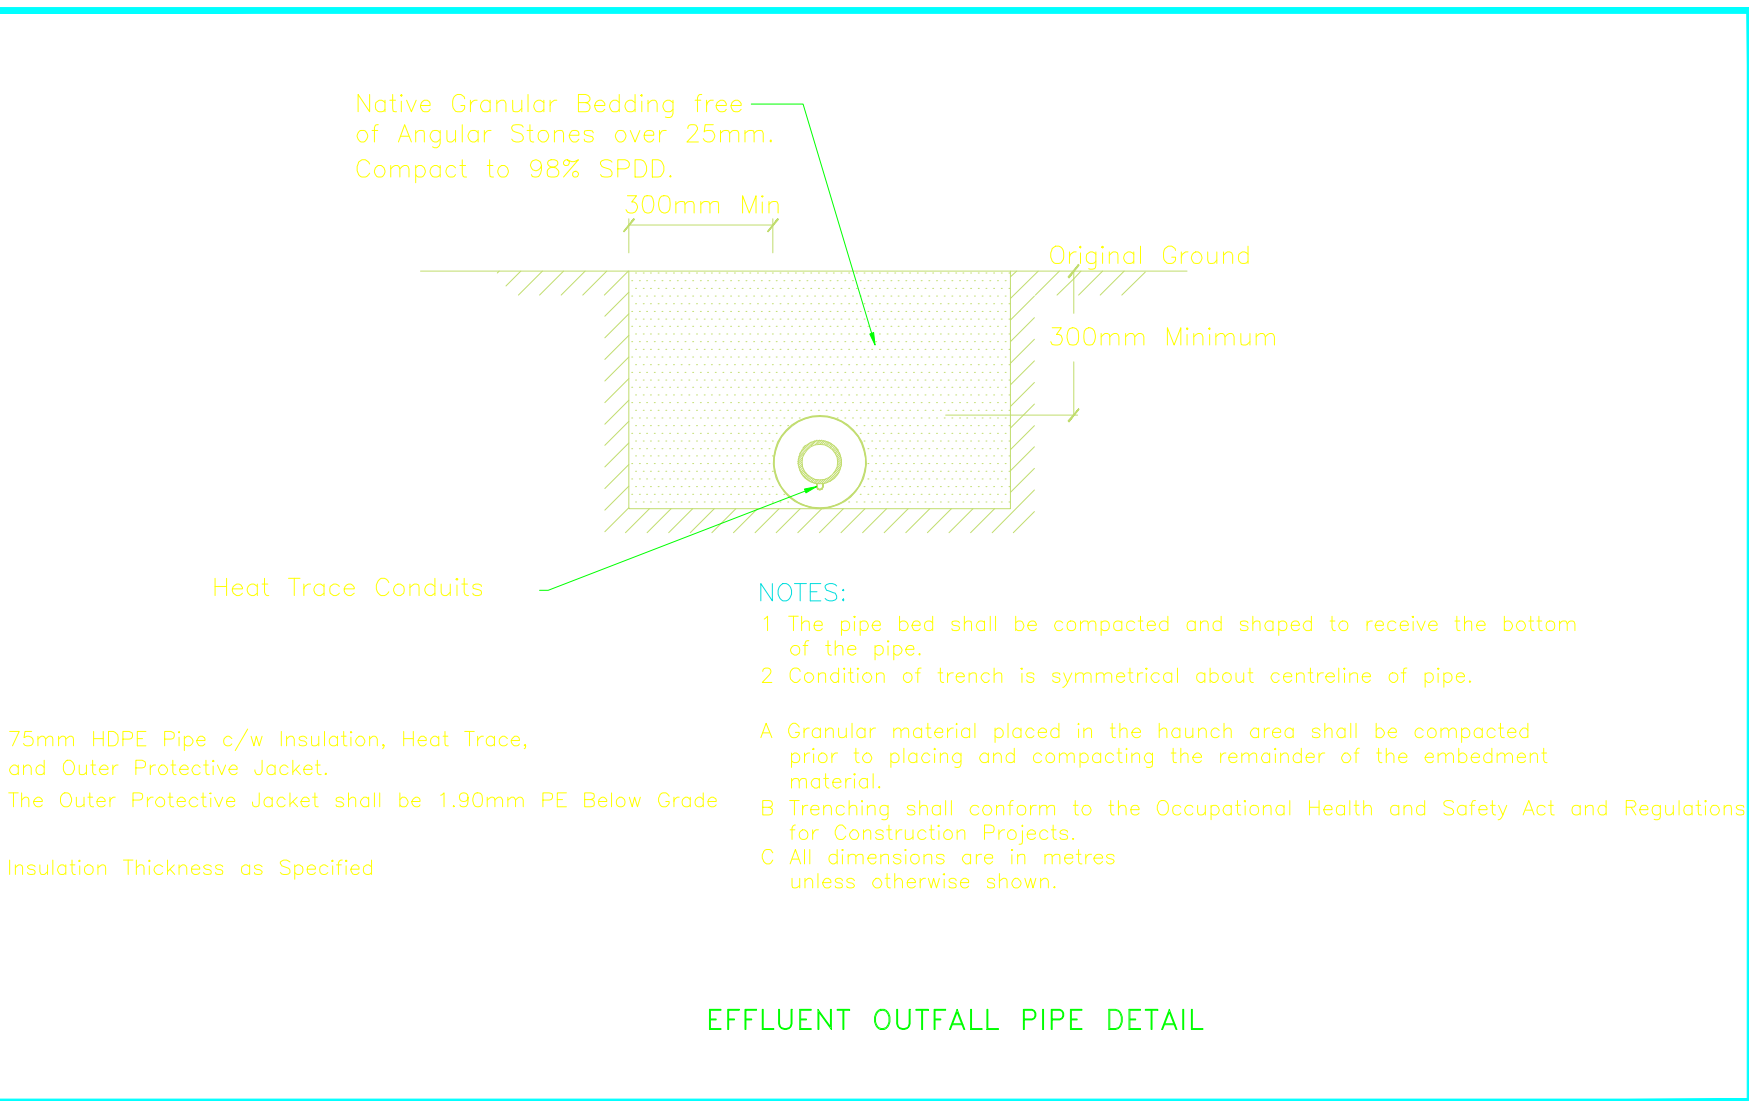 Native Granular Bedding free
of Angular Stones over 25mm.
Compact to 98% SPDD.
300mm Min
Original Ground
300mm Minimum
Heat Trace Conduits
NOTES:
1 The pipe bed shall be compacted and shaped to receive the bottom
of the pipe.
2 Condition of trench is symmetrical about centreline of pipe.
A Granular material placed in the haunch area shall be compacted
prior to placing and compacting the remainder of the embedment
material.
B Trenching shall conform to the Occupational Health and Safety Act and Regulations
for Construction Projects.
C All dimensions are in metres
unless otherwise shown.
75mm HDPE Pipe c/w Insulation, Heat Trace,
and Outer Protective Jacket.
The Outer Protective Jacket shall be 1.90mm PE Below Grade
Insulation Thickness as Specified
EFFLUENT OUTFALL PIPE DETAIL